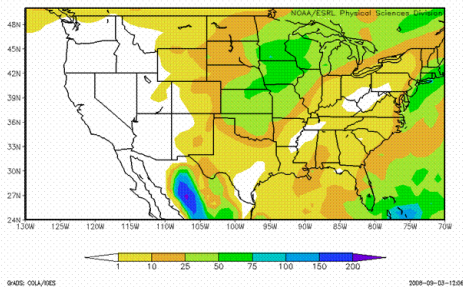 NOAA/ESRL Physical Sciences Division
48N
45N
42N
39N
36N
33N
30N
27N
24N
130W 125W 120W 115W 110W 105W 100W 95W 90W 85W 80W 75W 70W
1 10 25 50 75 100 150 200
GrADS: COLA/IGES 2008-09-03-12:06